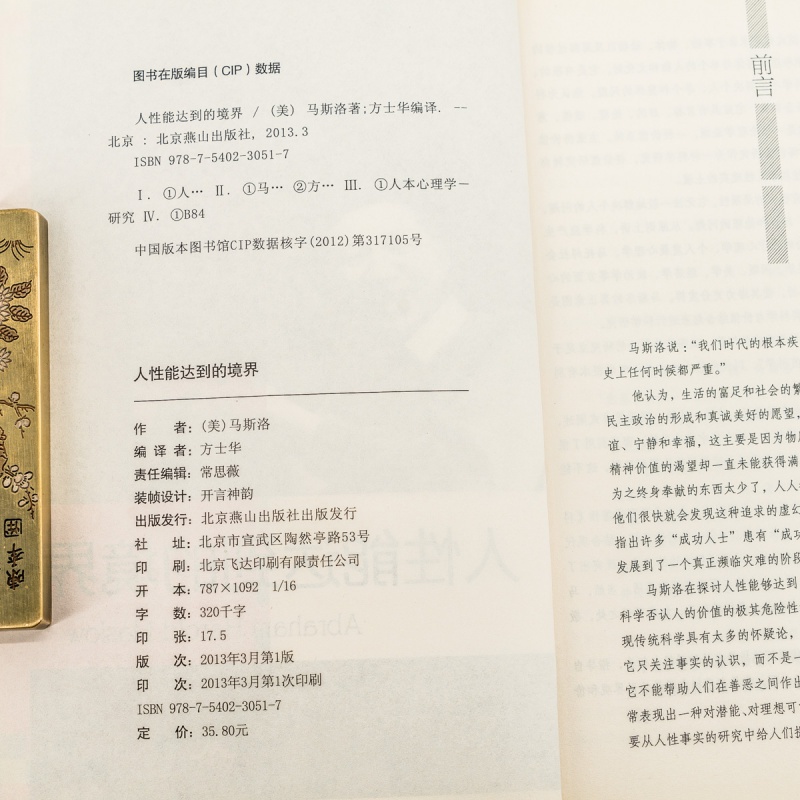 图书在版编目（CIP）数据
人性能达到的境界 / （美） 马斯洛著；方士华编译. --
北京 : 北京燕山出版社, 2013.3
ISBN 978-7-5402-3051-7
Ⅰ. ①人… Ⅱ. ①马… ②方… Ⅲ. ①人本心理学—
研究 Ⅳ. ①B84
中国版本图书馆CIP数据核字(2012)第317105号
人性能达到的境界
作 者：(美)马斯洛
编 译 者：方士华
责任编辑：常思薇
装帧设计：开言神韵
出版发行：北京燕山出版社出版发行
社 址：北京市宣武区陶然亭路53号
印 刷：北京飞达印刷有限责任公司
开 本：787×1092 1/16
字 数：320千字
印 张：17.5
版 次：2013年3月第1版
印 次：2013年3月第1次印刷
ISBN 978-7-5402-3051-7
定 价：35.80元
前言
马斯洛说：“我们时代的根本疾
史上任何时候都严重。”
他认为，生活的富足和社会的繁
民主政治的形成和真诚美好的愿望，
谊、宁静和幸福，这主要是因为物
精神价值的渴望却一直未能获得满
为之终身奉献的东西太少了，人人
他们很快就会发现这种追求的虚幻
指出许多“成功人士”患有“成
发展到了一个真正濒临灾难的阶段
马斯洛在探讨人性能够达到
科学否认人的价值的极其危险性
现传统科学具有太多的怀疑论，
它只关注事实的认识，而不是一
它不能帮助人们在善恶之间作出
常表现出一种对潜能、对理想可
要从人性事实的研究中给人们